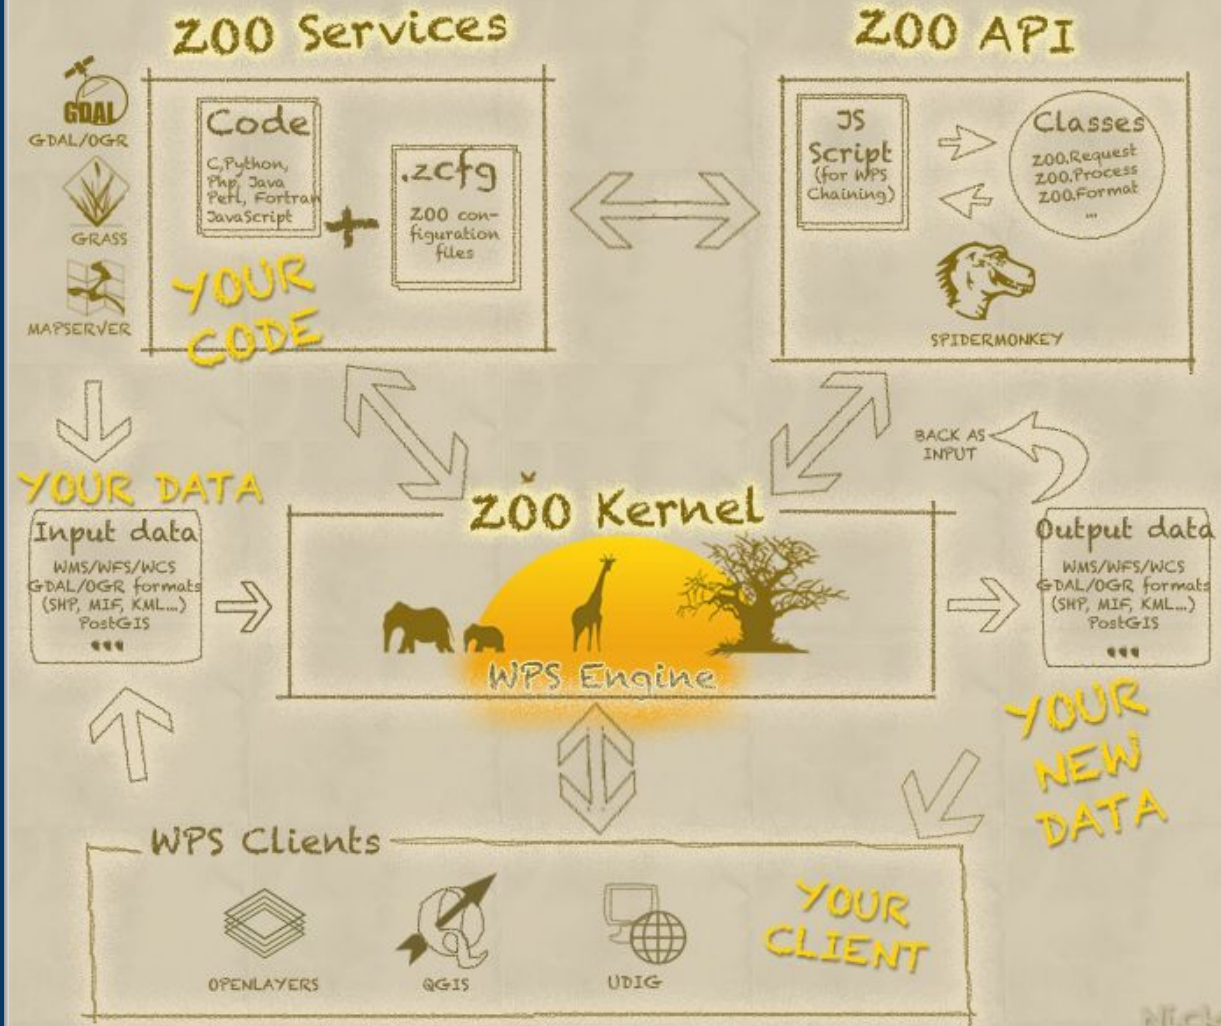 ZOO Services
ZOO API
GDAL
GDAL/OGR
GRASS
MAPSERVER
Code
C,Python,
Php, Java
Perl, Fortran
JavaScript
+
.zcfg
ZOO con-
figuration
files
YOUR
CODE
JS
Script
(for WPS
Chaining)
Classes
ZOO.Request
ZOO.Process
ZOO.Format
...
SPIDERMONKEY
BACK AS
INPUT
YOUR DATA
Input data
WMS/WFS/WCS
GDAL/OGR formats
(SHP, MIF, KML...)
PostGIS
...
ZOO Kernel
WPS Engine
Output data
WMS/WFS/WCS
GDAL/OGR formats
(SHP, MIF, KML...)
PostGIS
...
YOUR
NEW
DATA
WPS Clients
OPENLAYERS
QGIS
UDIG
YOUR
CLIENT